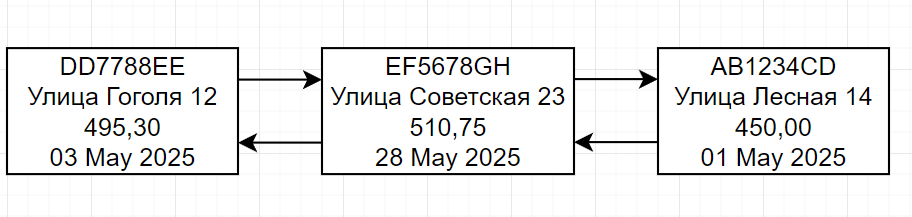 DD7788EE
Улица Гоголя 12
495,30
03 May 2025
EF5678GH
Улица Советская 23
510,75
28 May 2025
AB1234CD
Улица Лесная 14
450,00
01 May 2025